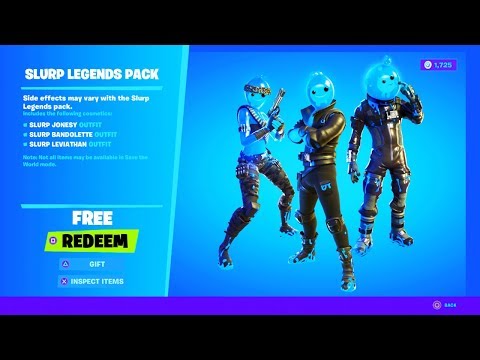 SLURP LEGENDS PACK
1,725
Side effects may vary with the Slurp
Legends pack.
Includes the following cosmetics:
SLURP JONESY OUTFIT
SLURP BANDOLETTE OUTFIT
SLURP LEVIATHAN OUTFIT
Note: Not all items may be available in Save the
World mode.
FREE
REDEEM
GIFT
INSPECT ITEMS
BACK